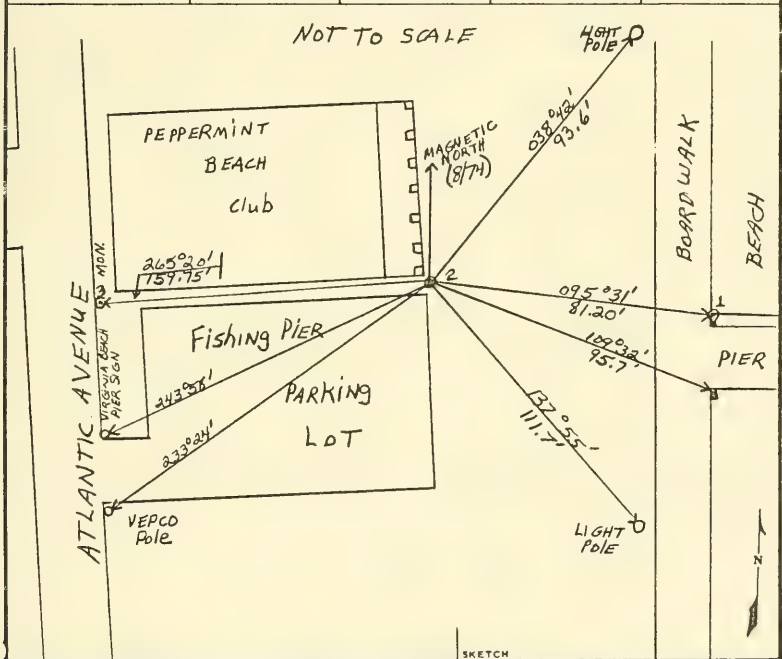 NOT TO SCALE
LIGHT
POLE
038°42'
93.6'
PEPPERMINT
BEACH
Club
MAGNETIC
NORTH
(8/74)
BOARDWALK
BEACH
265°20'
159.75'
3 MON.
2
095°31'
81.20'
1
109°32'
95.7'
PIER
ATLANTIC AVENUE
VIRGINIA BEACH
PIER SIGN
Fishing PIER
243°58'
PARKING
LOT
233°24'
137°55'
111.7'
VEPCO
Pole
LIGHT
POLE
N
SKETCH